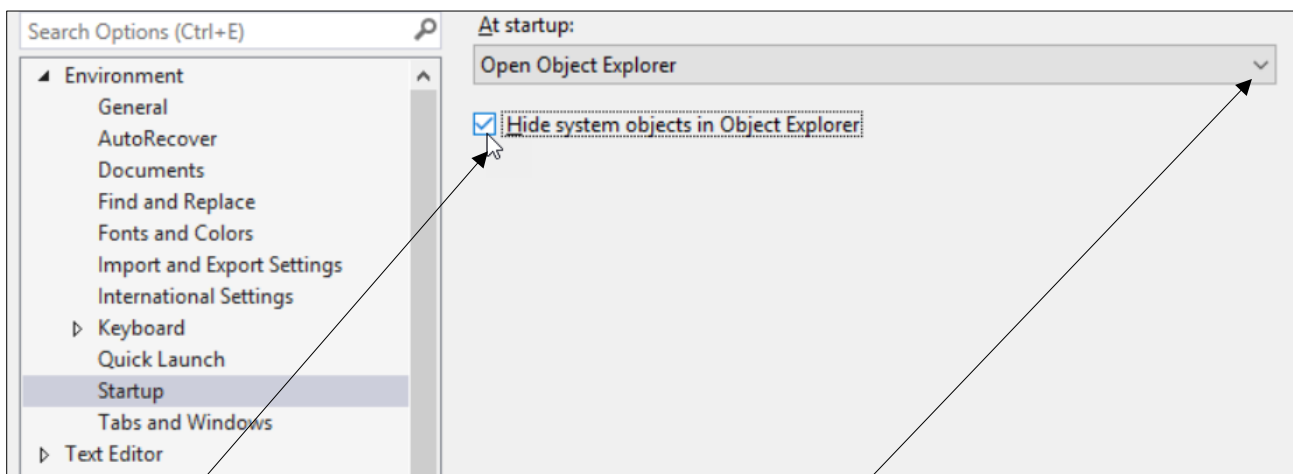 Search Options (Ctrl+E)
Environment
General
AutoRecover
Documents
Find and Replace
Fonts and Colors
Import and Export Settings
International Settings
Keyboard
Quick Launch
Startup
Tabs and Windows
Text Editor
At startup:
Open Object Explorer
Hide system objects in Object Explorer